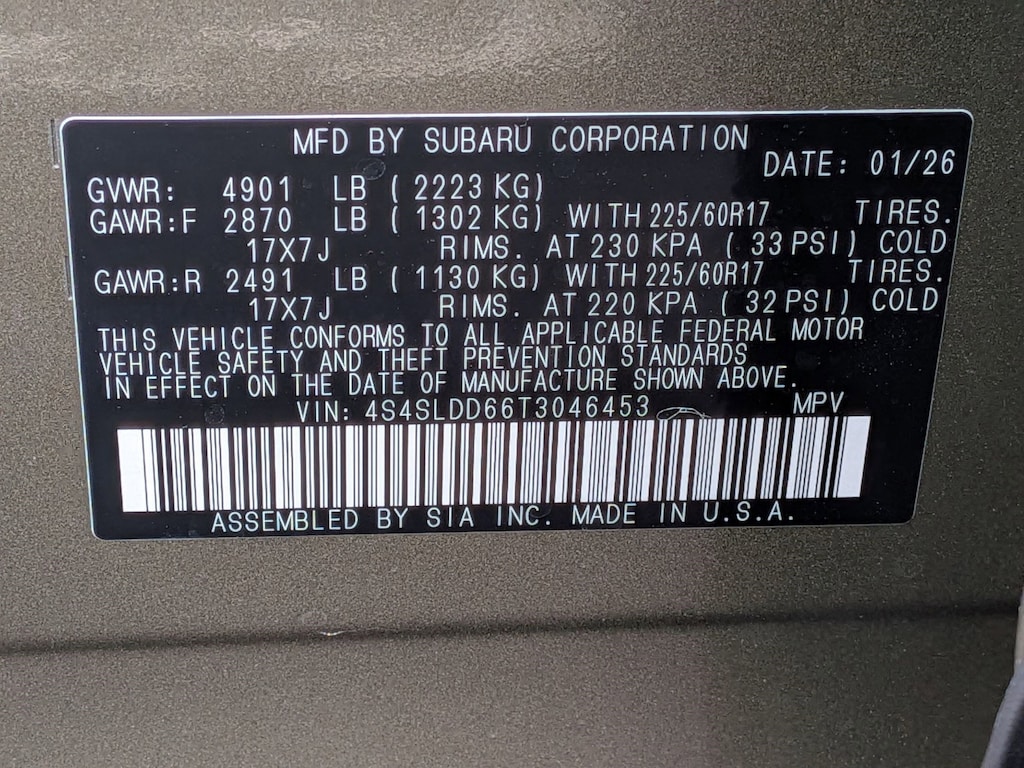 MFD BY SUBARU CORPORATION
DATE: 01/26
GVWR: 4901 LB ( 2223 KG)
GAWR:F 2870 LB ( 1302 KG) WITH 225/60R17 TIRES.
17X7J RIMS. AT 230 KPA ( 33 PSI) COLD
GAWR:R 2491 LB ( 1130 KG) WITH 225/60R17 TIRES.
17X7J RIMS. AT 220 KPA ( 32 PSI) COLD
THIS VEHICLE CONFORMS TO ALL APPLICABLE FEDERAL MOTOR
VEHICLE SAFETY AND THEFT PREVENTION STANDARDS
IN EFFECT ON THE DATE OF MANUFACTURE SHOWN ABOVE.
VIN: 4S4SLDD66T3046453 MPV
ASSEMBLED BY SIA INC. MADE IN U.S.A.